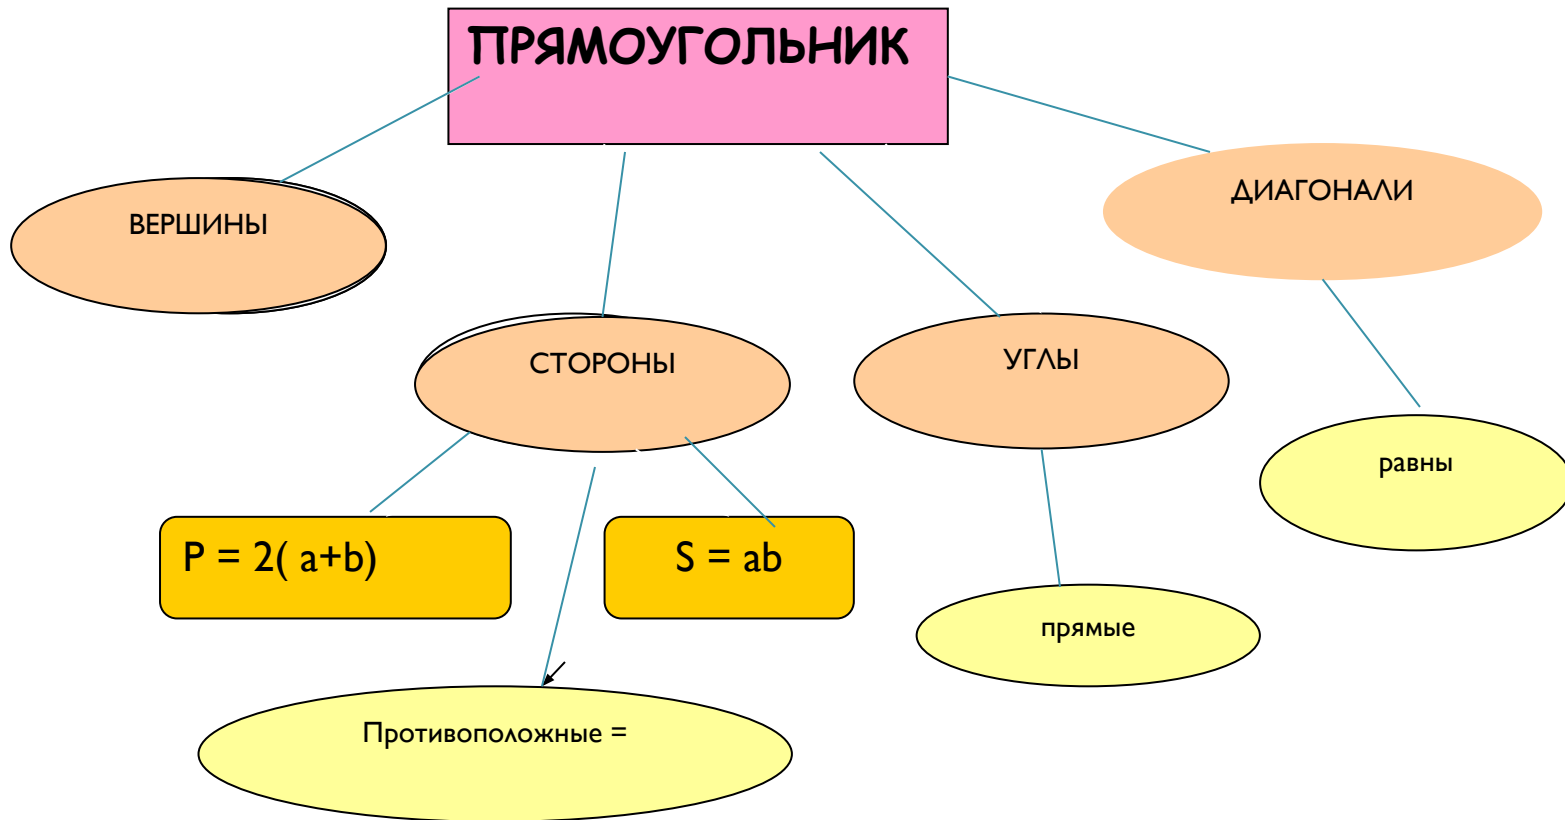 ПРЯМОУГОЛЬНИК
ВЕРШИНЫ
ДИАГОНАЛИ
СТОРОНЫ
УГЛЫ
равны
P = 2( a+b)
S = ab
прямые
Противоположные =